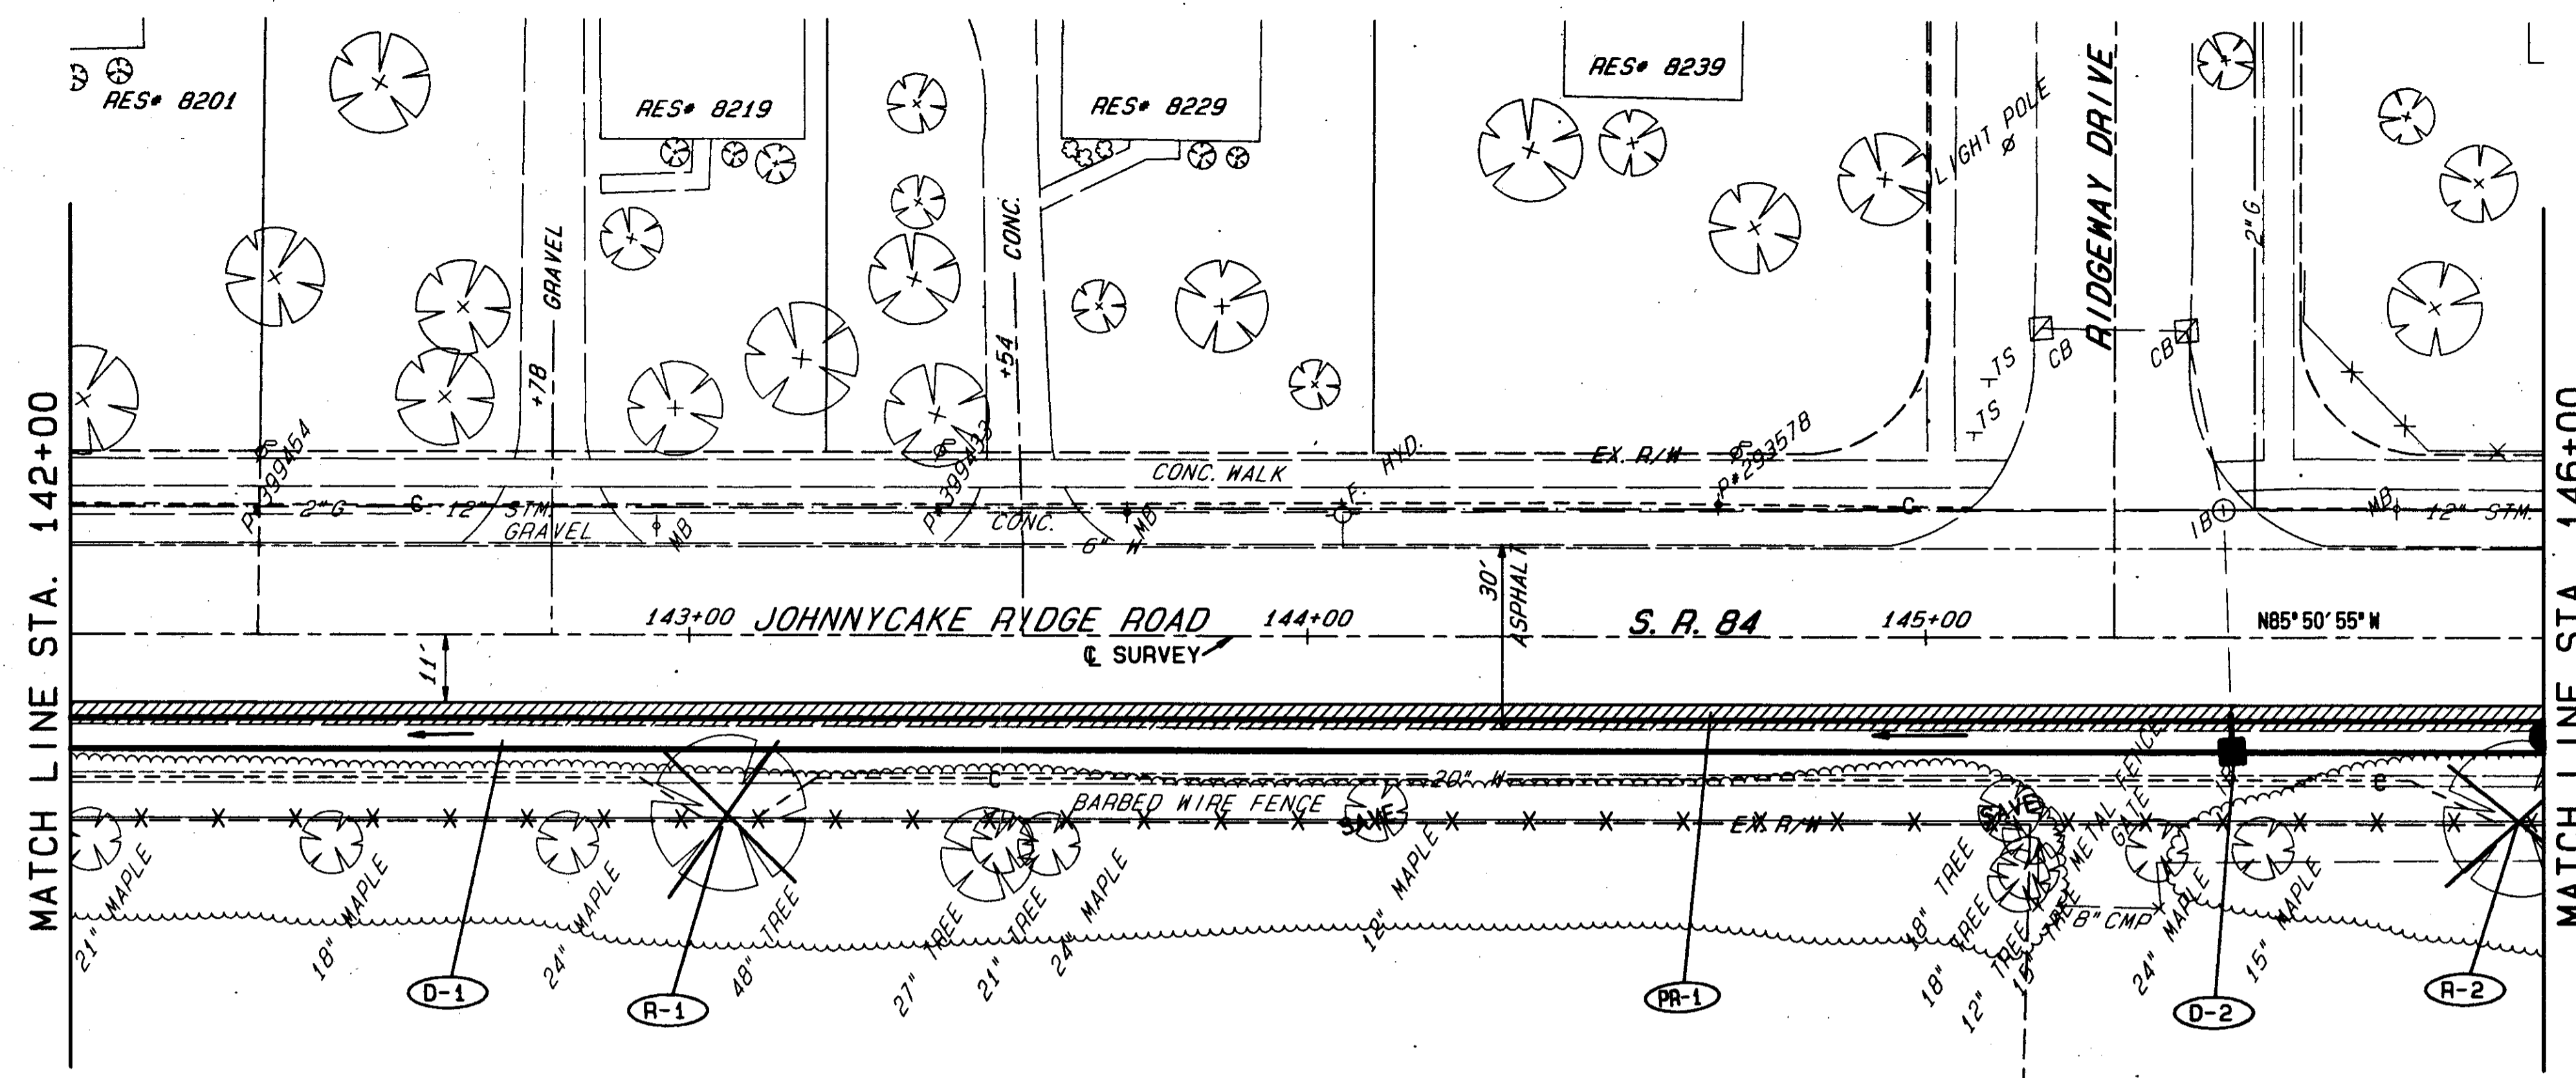 RES# 8201
RES# 8219
RES# 8229
RES# 8239
LIGHT POLE
RIDGEWAY DRIVE
2" G
+78 GRAVEL
+54 CONC.
TS
TS
CB
CB
MATCH LINE STA. 142+00
MATCH LINE STA. 146+00
P#399464
P#399433
P#293578
HYD.
EX. R/W
CONC. WALK
2" G
G
12" STM.
GRAVEL
MB
CONC.
MB
6" W
F.
G
IB
MB
12" STM.
30'
ASPHALT
143+00
JOHNNYCAKE RIDGE ROAD
144+00
S. R. 84
145+00
N85° 50' 55" W
℄ SURVEY
11'
C
20" W
BARBED WIRE FENCE
SAVE
EX. R/W
SAVE
METAL FENCE
GATE
21" MAPLE
18" MAPLE
24" MAPLE
48" TREE
27" TREE
21" TREE
24" MAPLE
12" MAPLE
18" TREE
18" TREE
12" TREE
15" TREE
8" CMP
24" MAPLE
15" MAPLE
D-1
R-1
PR-1
D-2
R-2